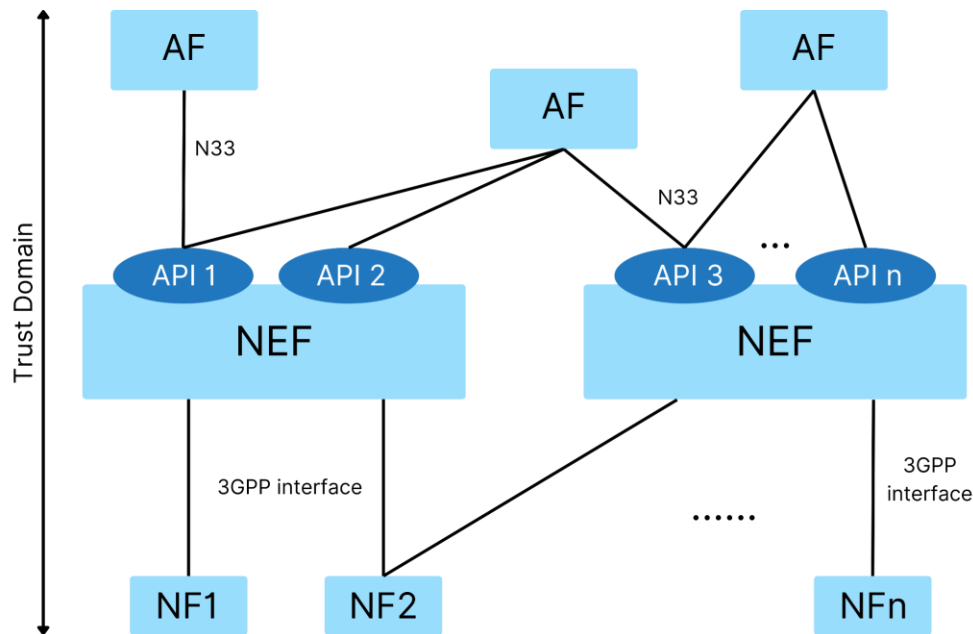 AF
AF
AF
N33
N33
...
API 1
API 2
API 3
API n
NEF
NEF
Trust Domain
3GPP interface
3GPP
interface
......
NF1
NF2
NFn